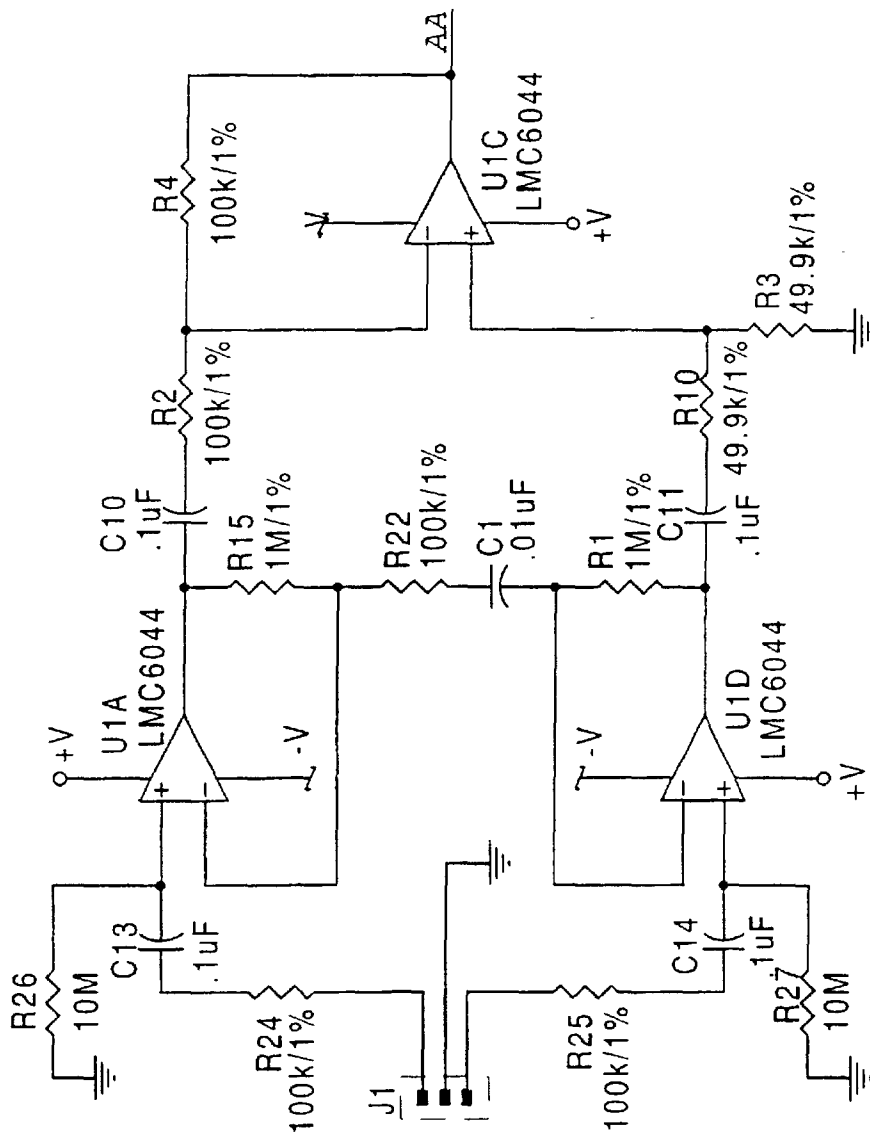 AA
R4
100k/1%
U1C
LMC6044
-V
+V
−
+
R3
49.9k/1%
R2
100k/1%
R10
49.9k/1%
C10
.1uF
R15
1M/1%
R22
100k/1%
C1
.01uF
R1
1M/1%
C11
.1uF
+V
U1A
LMC6044
+
−
-V
-V
U1D
LMC6044
−
+
+V
R26
10M
C13
.1uF
R24
100k/1%
J1
R25
100k/1%
C14
.1uF
R27
10M